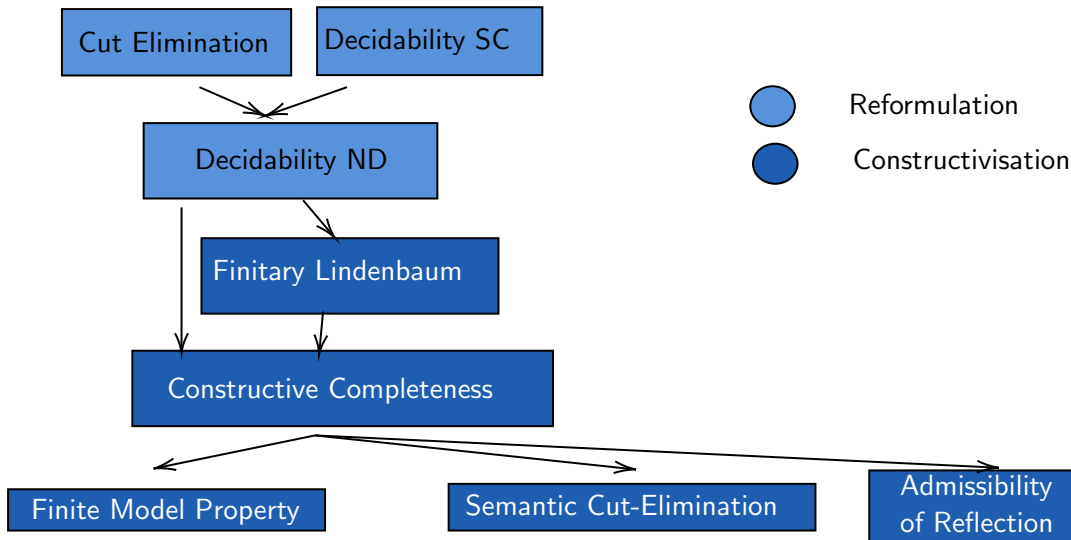 Cut Elimination
Decidability SC
Decidability ND
Finitary Lindenbaum
Constructive Completeness
Finite Model Property
Semantic Cut-Elimination
Admissibility
of Reflection
Reformulation
Constructivisation